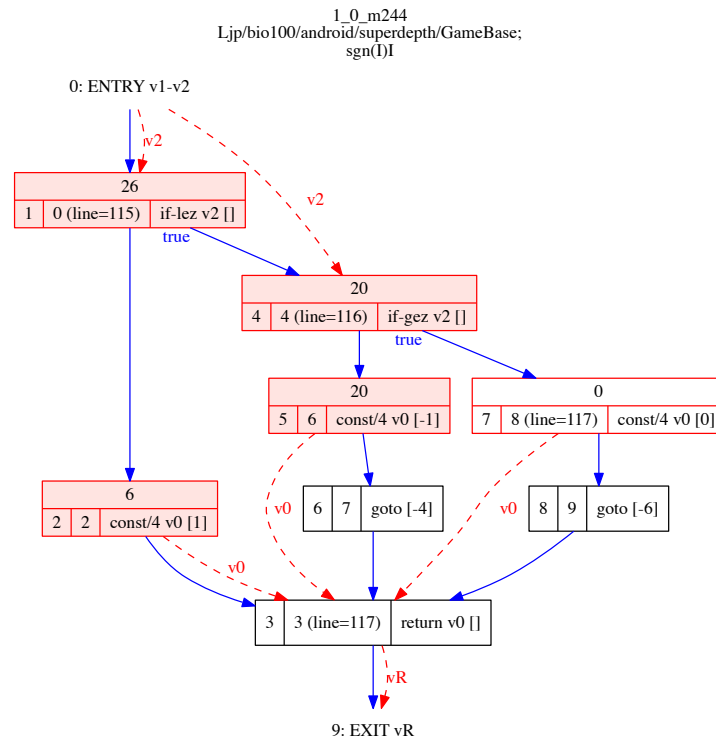 1_0_m244
Ljp/bio100/android/superdepth/GameBase;
sgn(I)I
0: ENTRY v1-v2
v2
26
1 0 (line=115) if-lez v2 []
v2
true
20
4 4 (line=116) if-gez v2 []
true
20
5 6 const/4 v0 [-1]
0
7 8 (line=117) const/4 v0 [0]
6
2 2 const/4 v0 [1]
v0
6 7 goto [-4]
v0
8 9 goto [-6]
v0
3 3 (line=117) return v0 []
vR
9: EXIT vR